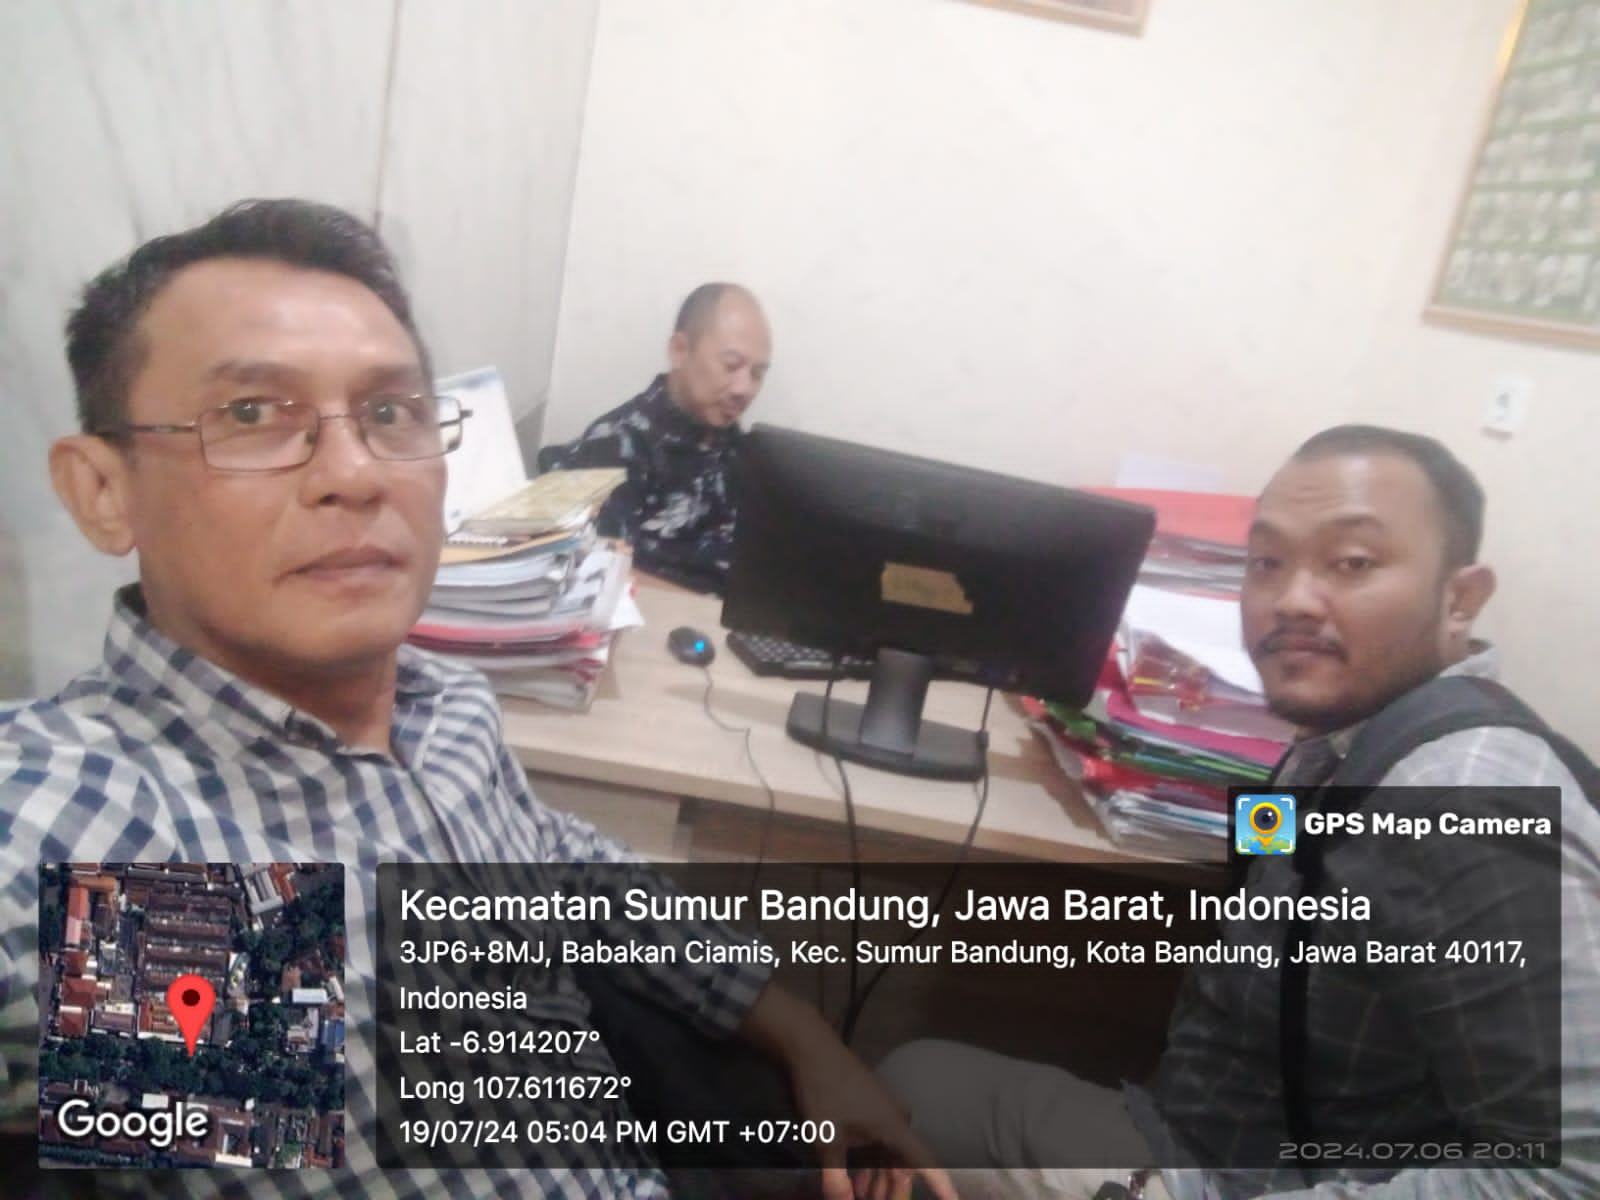 GPS Map Camera
Kecamatan Sumur Bandung, Jawa Barat, Indonesia
3JP6+8MJ, Babakan Ciamis, Kec. Sumur Bandung, Kota Bandung, Jawa Barat 40117,
Indonesia
Lat -6.914207°
Long 107.611672°
19/07/24 05:04 PM GMT +07:00
Google
2024.07.06 20:11